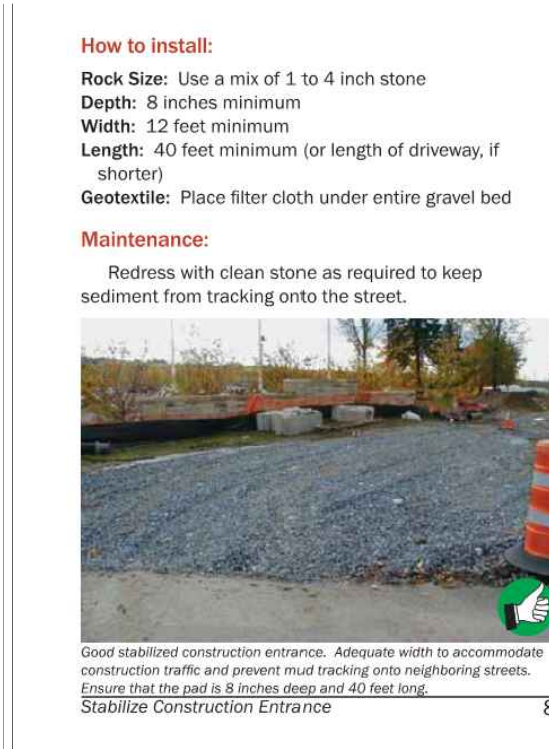 How to install:
Rock Size: Use a mix of 1 to 4 inch stone
Depth: 8 inches minimum
Width: 12 feet minimum
Length: 40 feet minimum (or length of driveway, if
shorter)
Geotextile: Place filter cloth under entire gravel bed
Maintenance:
Redress with clean stone as required to keep
sediment from tracking onto the street.
Good stabilized construction entrance. Adequate width to accommodate
construction traffic and prevent mud tracking onto neighboring streets.
Ensure that the pad is 8 inches deep and 40 feet long.
Stabilize Construction Entrance 8